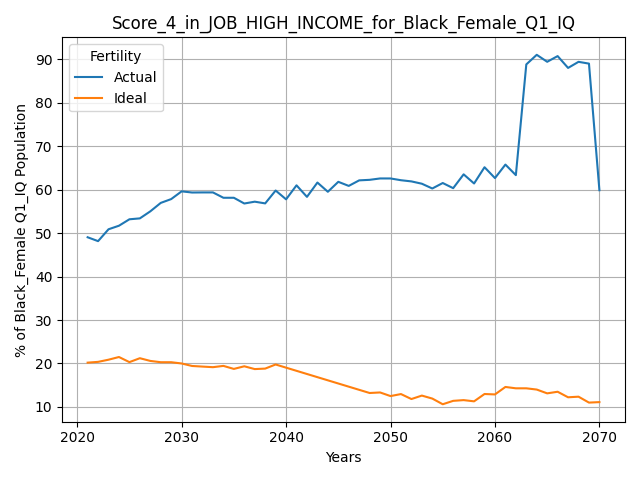 Score_4_in_JOB_HIGH_INCOME_for_Black_Female_Q1_IQ
Fertility
Actual
Ideal
% of Black_Female Q1_IQ Population
90
80
70
60
50
40
30
20
10
2020
2030
2040
2050
2060
2070
Years